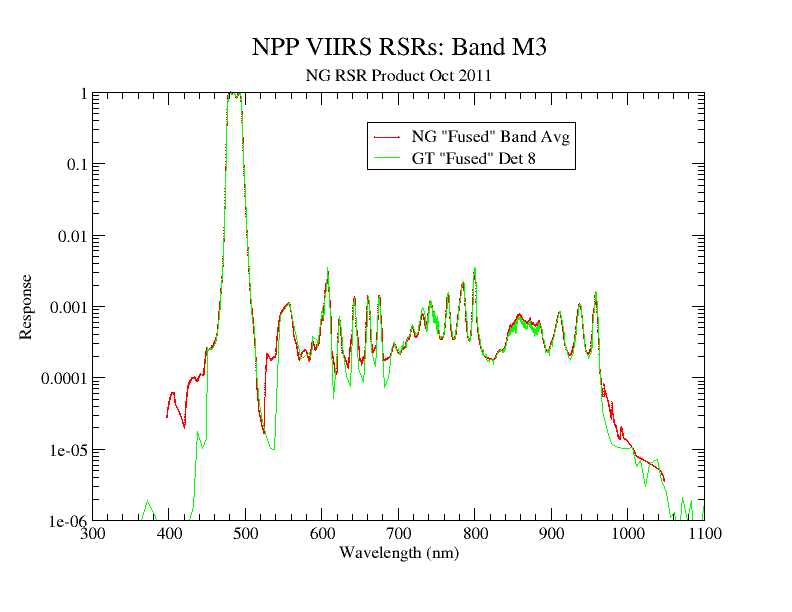 NPP VIIRS RSRs: Band M3
NG RSR Product Oct 2011
NG "Fused" Band Avg
GT "Fused" Det 8
Response
1
0.1
0.01
0.001
0.0001
1e-05
1e-06
300 400 500 600 700 800 900 1000 1100
Wavelength (nm)